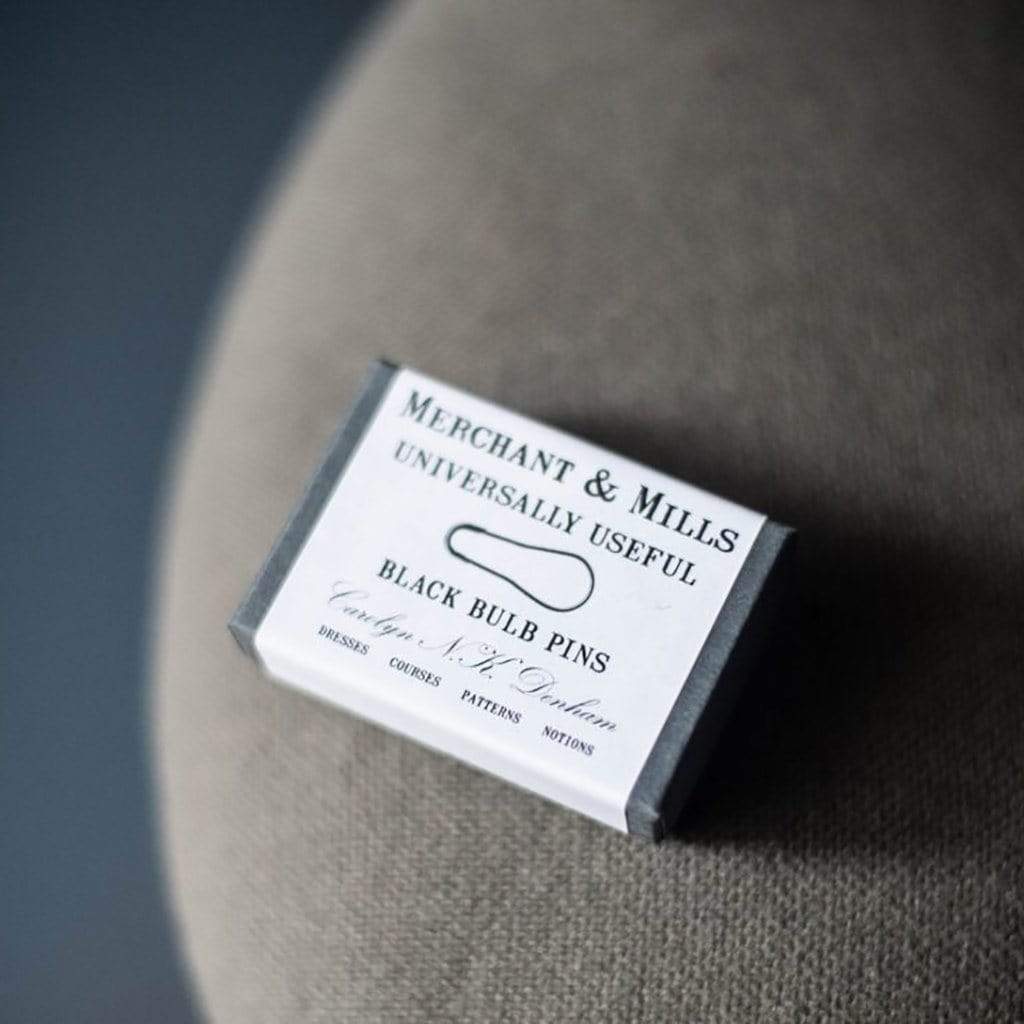 MERCHANT & MILLS
UNIVERSALLY USEFUL
BLACK BULB PINS
Carolyn N.K. Denham
DRESSES COURSES PATTERNS NOTIONS